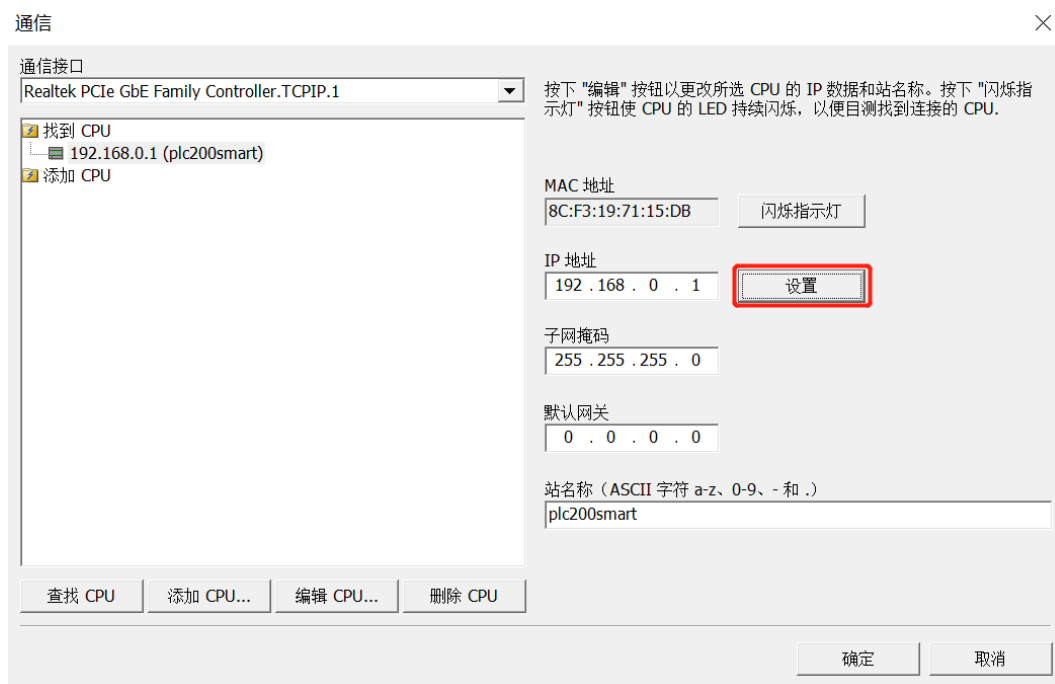 通信
通信接口
Realtek PCIe GbE Family Controller.TCPIP.1
找到 CPU
192.168.0.1 (plc200smart)
添加 CPU
按下 "编辑" 按钮以更改所选 CPU 的 IP 数据和站名称。按下 "闪烁指
示灯" 按钮使 CPU 的 LED 持续闪烁，以便目测找到连接的 CPU.
MAC 地址
8C:F3:19:71:15:DB
闪烁指示灯
IP 地址
192 . 168 . 0 . 1
设置
子网掩码
255 . 255 . 255 . 0
默认网关
0 . 0 . 0 . 0
站名称（ASCII 字符 a-z、0-9、- 和 .）
plc200smart
查找 CPU
添加 CPU...
编辑 CPU...
删除 CPU
确定
取消